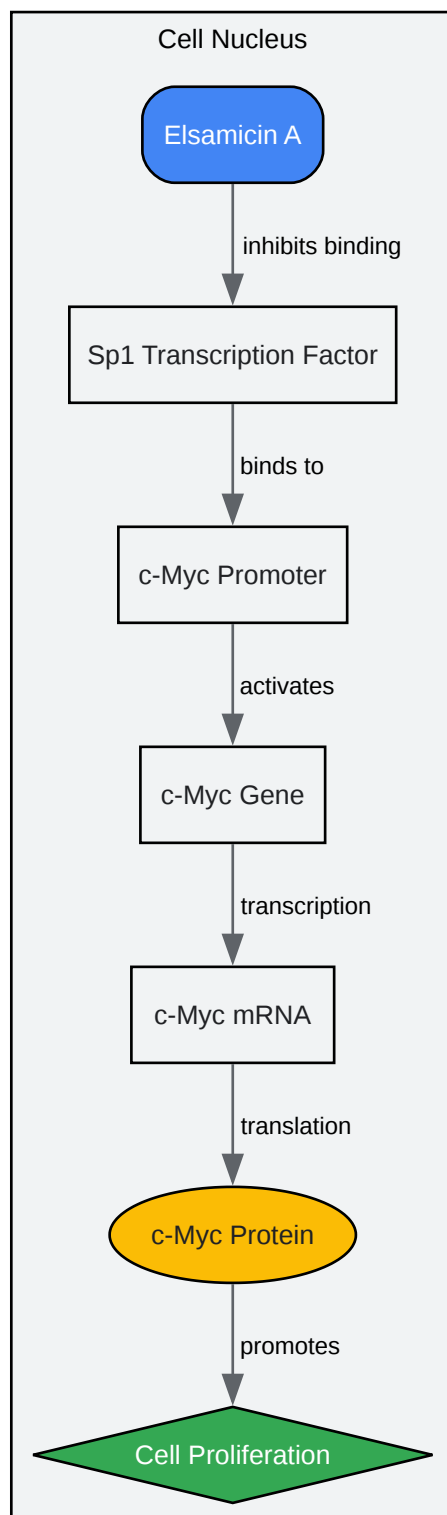 Cell Nucleus
Elsamicin A
inhibits binding
Sp1 Transcription Factor
binds to
c-Myc Promoter
activates
c-Myc Gene
transcription
c-Myc mRNA
translation
c-Myc Protein
promotes
Cell Proliferation